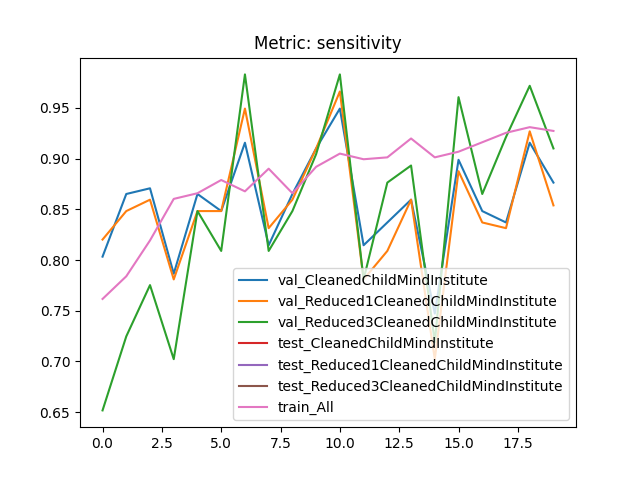 Metric: sensitivity
0.95
0.90
0.85
0.80
0.75
0.70
0.65
val_CleanedChildMindInstitute
val_Reduced1CleanedChildMindInstitute
val_Reduced3CleanedChildMindInstitute
test_CleanedChildMindInstitute
test_Reduced1CleanedChildMindInstitute
test_Reduced3CleanedChildMindInstitute
train_All
0.0 2.5 5.0 7.5 10.0 12.5 15.0 17.5